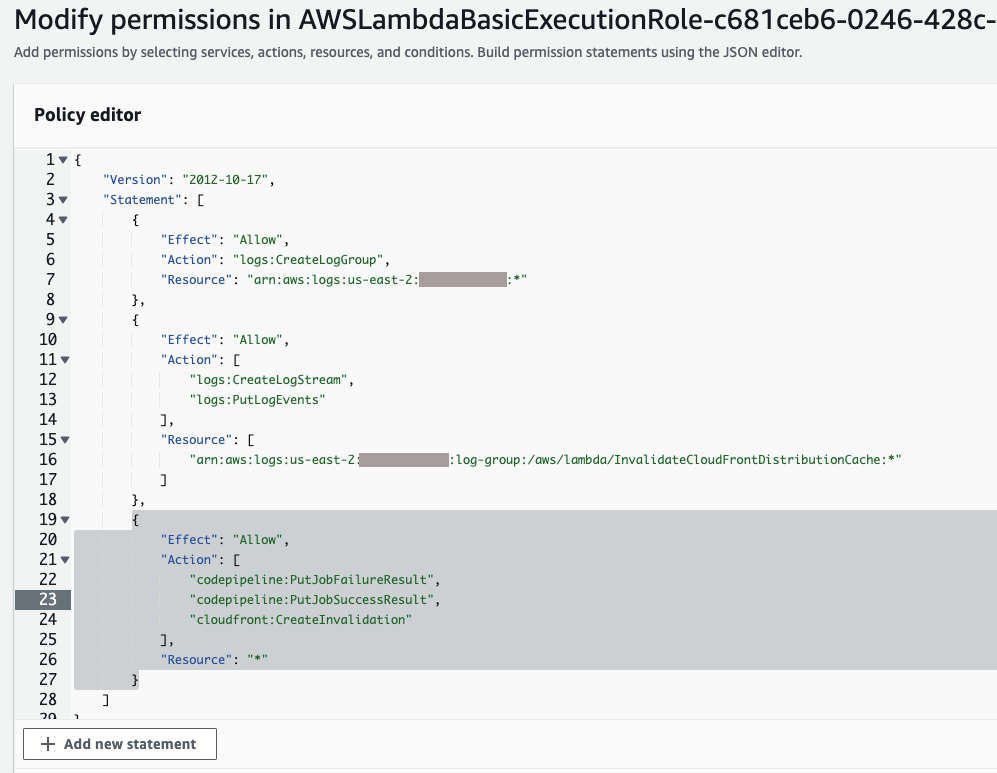 Modify permissions in AWSLambdaBasicExecutionRole-c681ceb6-0246-428c-
Add permissions by selecting services, actions, resources, and conditions. Build permission statements using the JSON editor.
Policy editor
1 {
2 "Version": "2012-10-17",
3 "Statement": [
4 {
5 "Effect": "Allow",
6 "Action": "logs:CreateLogGroup",
7 "Resource": "arn:aws:logs:us-east-2: :*"
8 },
9 {
10 "Effect": "Allow",
11 "Action": [
12 "logs:CreateLogStream",
13 "logs:PutLogEvents"
14 ],
15 "Resource": [
16 "arn:aws:logs:us-east-2: :log-group:/aws/lambda/InvalidateCloudFrontDistributionCache:*"
17 ]
18 },
19 {
20 "Effect": "Allow",
21 "Action": [
22 "codepipeline:PutJobFailureResult",
23 "codepipeline:PutJobSuccessResult",
24 "cloudfront:CreateInvalidation"
25 ],
26 "Resource": "*"
27 }
28 ]
29 }
+ Add new statement